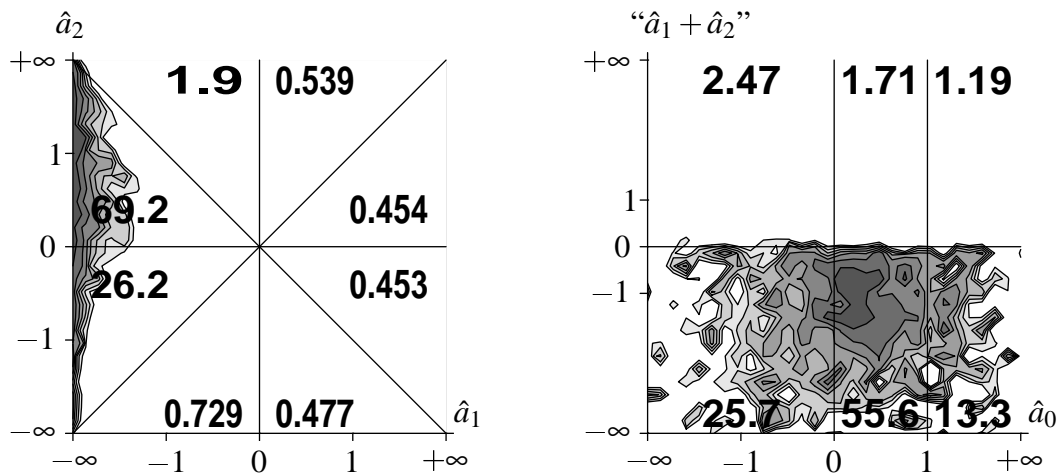 â₂ “â₁ + â₂”
+∞ 1.9 0.539 +∞ 2.47 1.71 1.19
1
69.2 0.454 1
0 0
26.2 0.453 −1
−1
0.729 0.477 â₁ 25.7 55.6 13.3 â₀
−∞ −∞
−∞ −1 0 1 +∞ −∞ −1 0 1 +∞